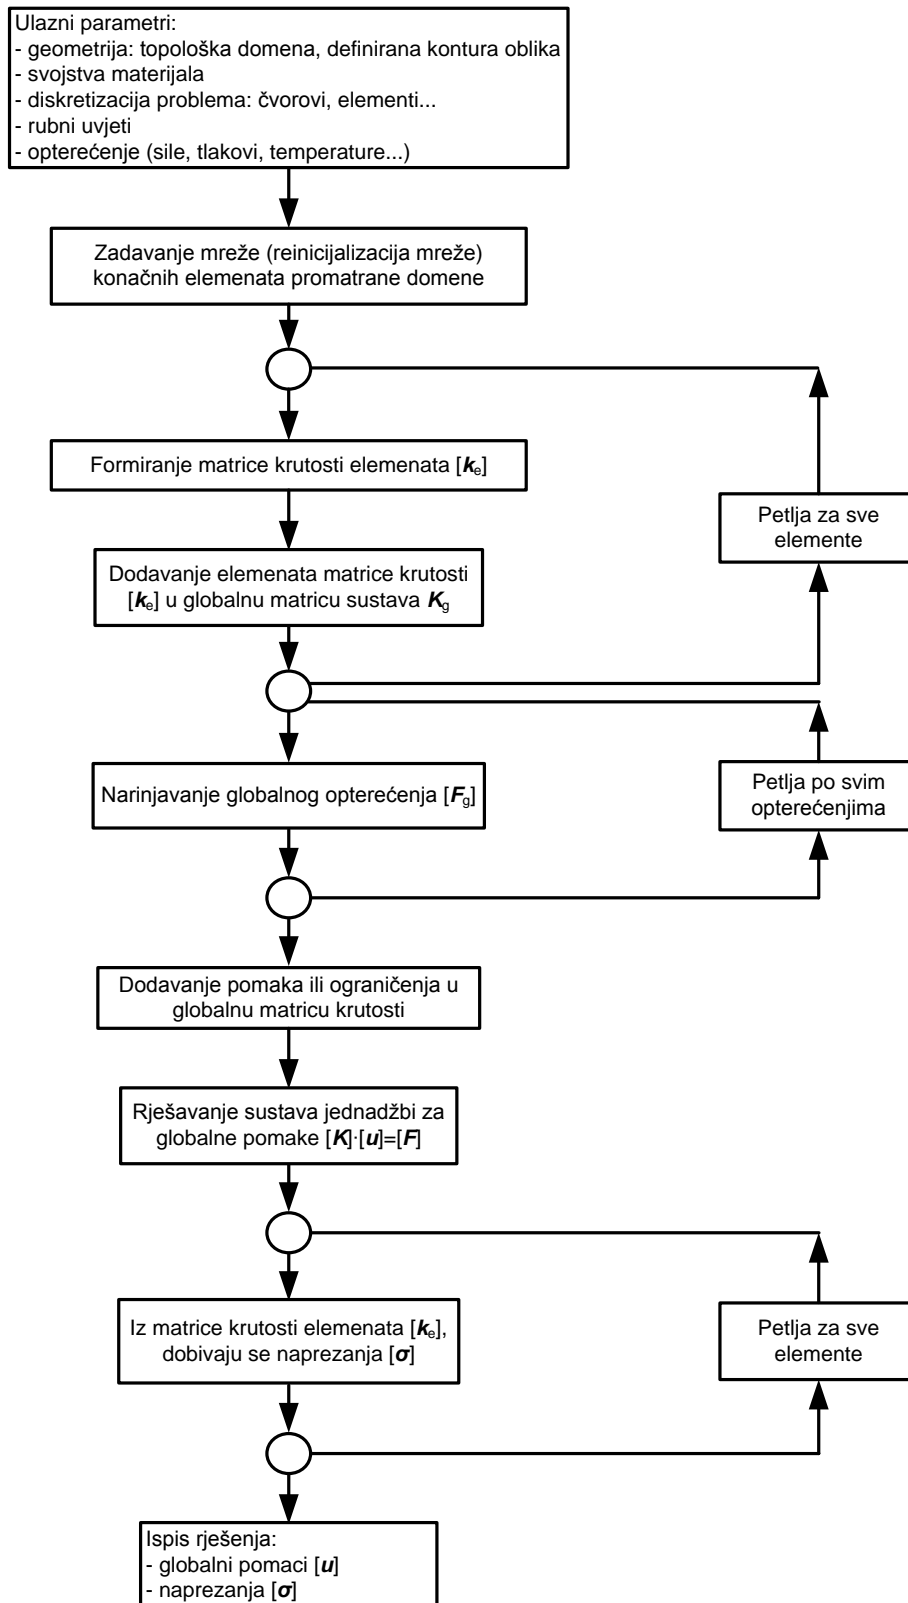 Ulazni parametri:
- geometrija: topološka domena, definirana kontura oblika
- svojstva materijala
- diskretizacija problema: čvorovi, elementi...
- rubni uvjeti
- opterećenje (sile, tlakovi, temperature...)
Zadavanje mreže (reinicijalizacija mreže)
konačnih elemenata promatrane domene
Formiranje matrice krutosti elemenata [ke]
Petlja za sve
elemente
Dodavanje elemenata matrice krutosti
[ke] u globalnu matricu sustava Kg
Narinjavanje globalnog opterećenja [Fg]
Petlja po svim
opterećenjima
Dodavanje pomaka ili ograničenja u
globalnu matricu krutosti
Rješavanje sustava jednadžbi za
globalne pomake [K]·[u]=[F]
Iz matrice krutosti elemenata [ke],
dobivaju se naprezanja [σ]
Petlja za sve
elemente
Ispis rješenja:
- globalni pomaci [u]
- naprezanja [σ]